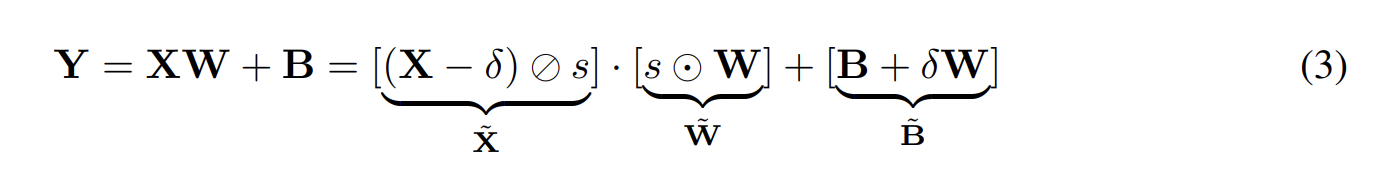 Y = XW + B = [(X − δ) ⊘ s] · [s ⊙ W] + [B + δW] (3)
X̃ W̃ B̃